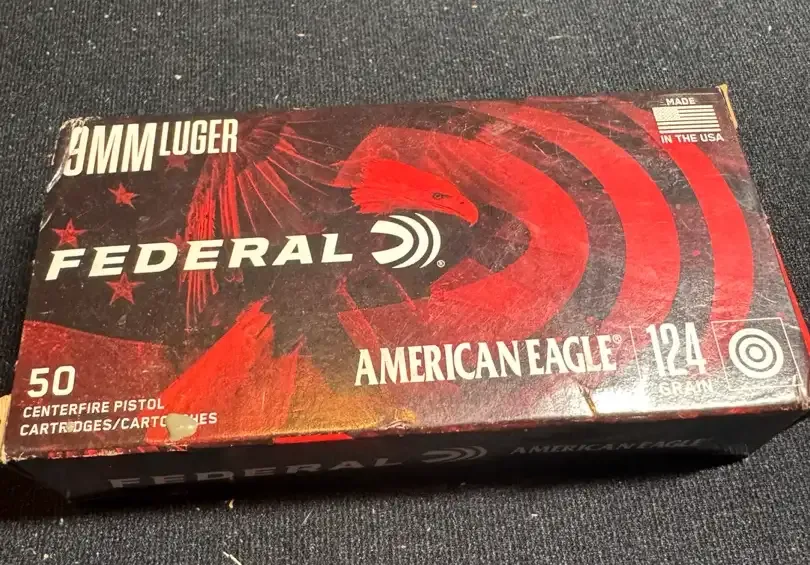 9MM LUGER
MADE
IN THE USA
FEDERAL®
AMERICAN EAGLE®
124
GRAIN
50
CENTERFIRE PISTOL
CARTRIDGES/CARTOUCHES
FEDERAL
AMERICAN EAGLE